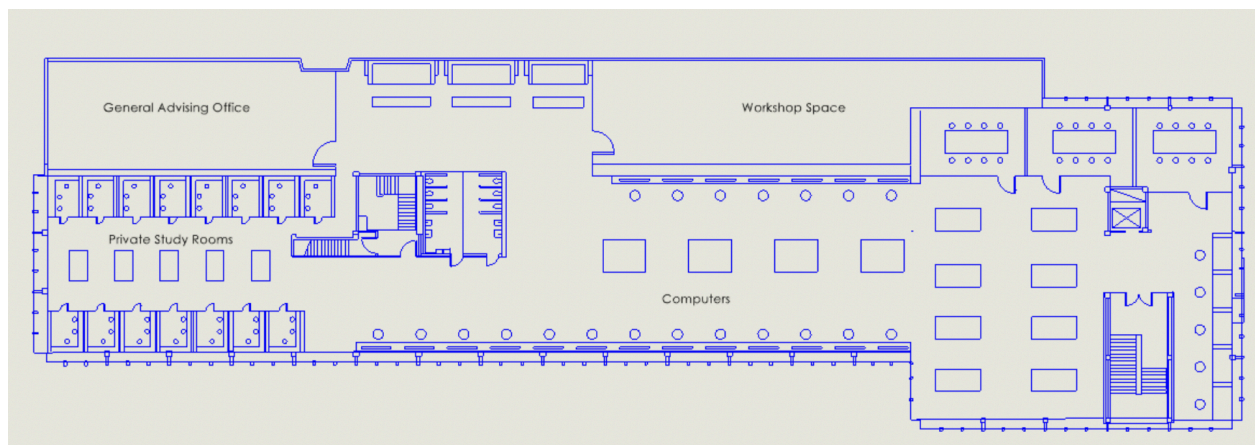 General Advising Office
Workshop Space
Private Study Rooms
Computers